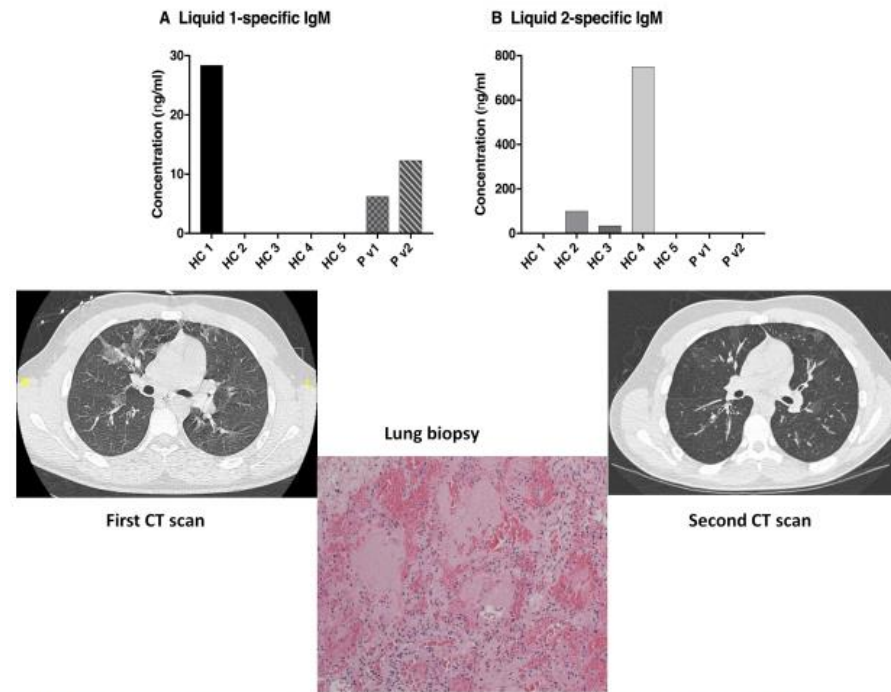 A Liquid 1-specific IgM
Concentration (ng/ml)
30
20
10
0
HC 1
HC 2
HC 3
HC 4
HC 5
P v1
P v2
B Liquid 2-specific IgM
Concentration (ng/ml)
800
600
400
200
0
HC 1
HC 2
HC 3
HC 4
HC 5
P v1
P v2
First CT scan
Lung biopsy
Second CT scan